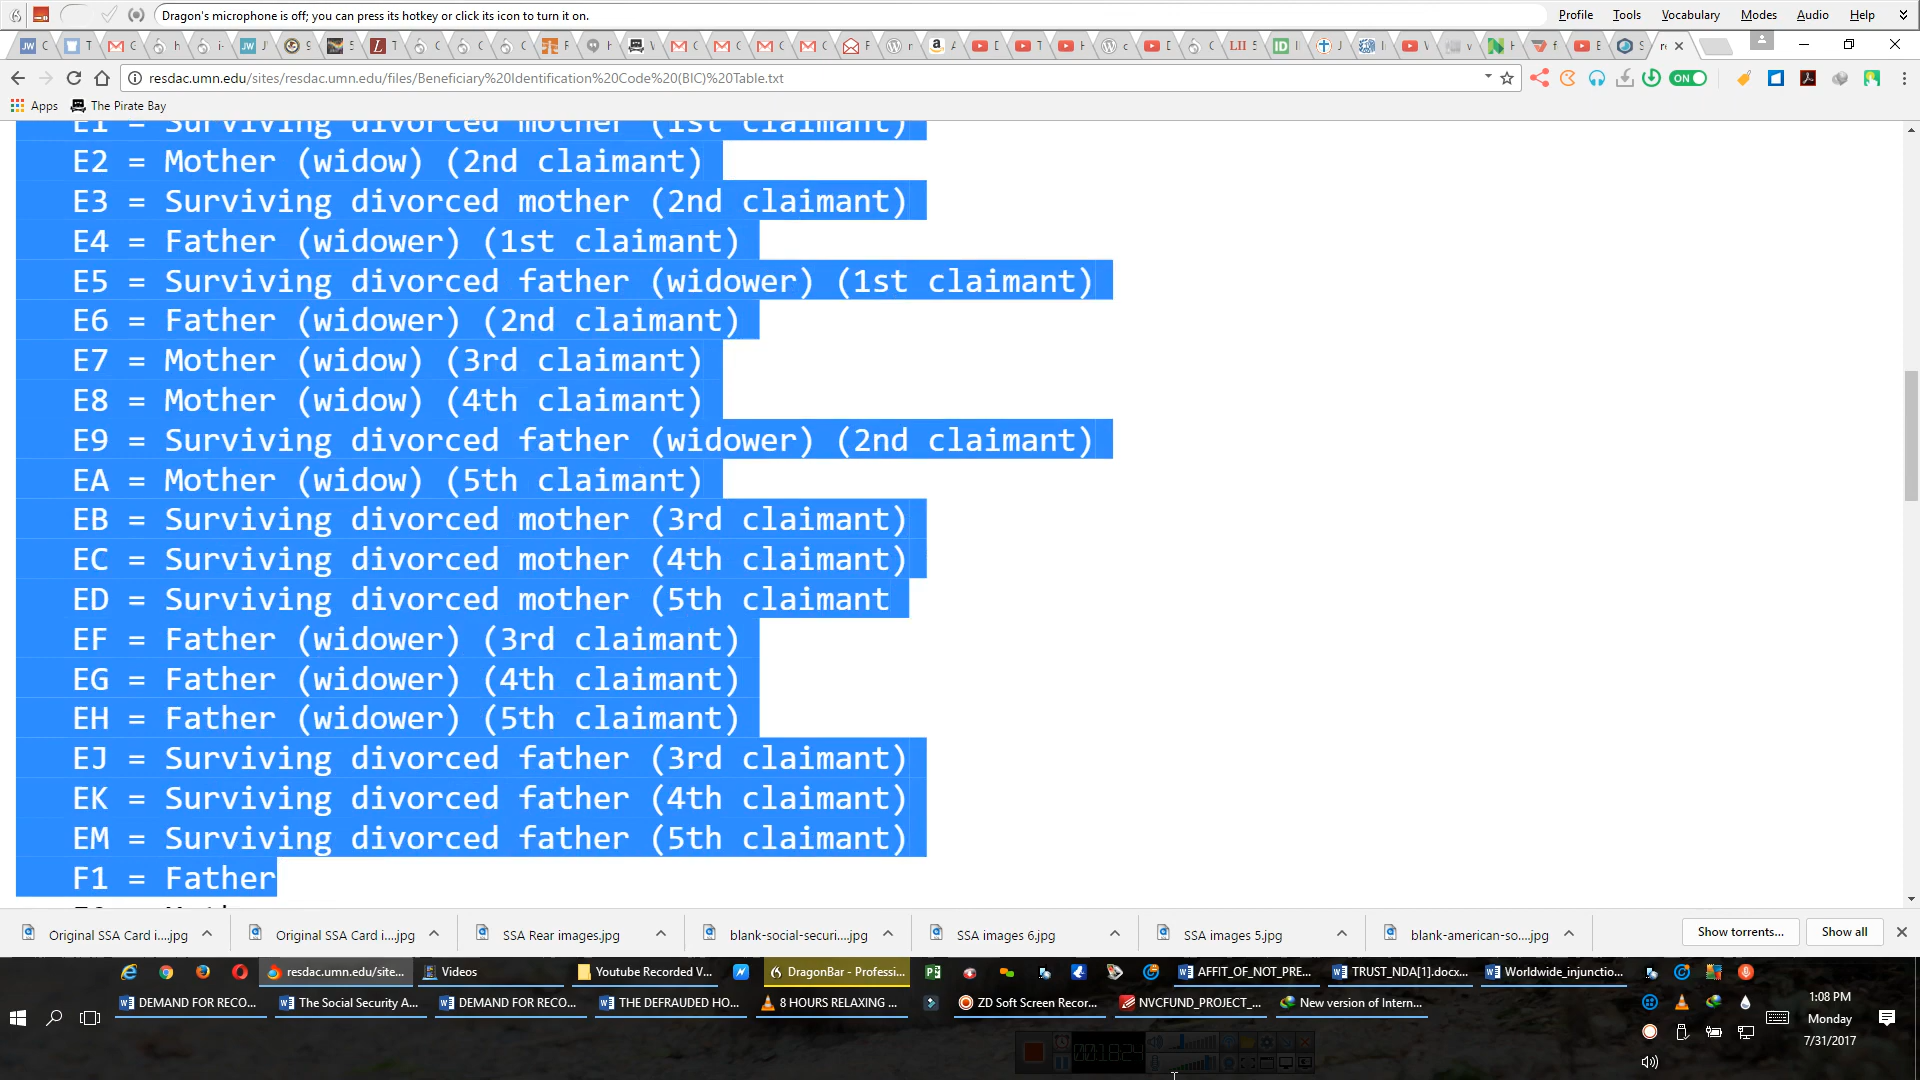 Dragon's microphone is off; you can press its hotkey or click its icon to turn it on.
Profile Tools Vocabulary Modes Audio Help
resdac.umn.edu/sites/resdac.umn.edu/files/Beneficiary%20Identification%20Code%20(BIC)%20Table.txt
ON
Apps The Pirate Bay
E1 = Surviving divorced mother (1st claimant)
E2 = Mother (widow) (2nd claimant)
E3 = Surviving divorced mother (2nd claimant)
E4 = Father (widower) (1st claimant)
E5 = Surviving divorced father (widower) (1st claimant)
E6 = Father (widower) (2nd claimant)
E7 = Mother (widow) (3rd claimant)
E8 = Mother (widow) (4th claimant)
E9 = Surviving divorced father (widower) (2nd claimant)
EA = Mother (widow) (5th claimant)
EB = Surviving divorced mother (3rd claimant)
EC = Surviving divorced mother (4th claimant)
ED = Surviving divorced mother (5th claimant
EF = Father (widower) (3rd claimant)
EG = Father (widower) (4th claimant)
EH = Father (widower) (5th claimant)
EJ = Surviving divorced father (3rd claimant)
EK = Surviving divorced father (4th claimant)
EM = Surviving divorced father (5th claimant)
F1 = Father
Original SSA Card i....jpg Original SSA Card i....jpg SSA Rear images.jpg blank-social-securi....jpg SSA images 6.jpg SSA images 5.jpg blank-american-so....jpg Show torrents... Show all
resdac.umn.edu/site... Videos Youtube Recorded V... DragonBar - Professi... AFFIT_OF_NOT_PRE... TRUST_NDA[1].docx... Worldwide_injunctio...
DEMAND FOR RECO... The Social Security A... DEMAND FOR RECO... THE DEFRAUDED HO... 8 HOURS RELAXING ... ZD Soft Screen Recor... NVCFUND_PROJECT_... New version of Intern...
1:08 PM
Monday
7/31/2017
00:18:24